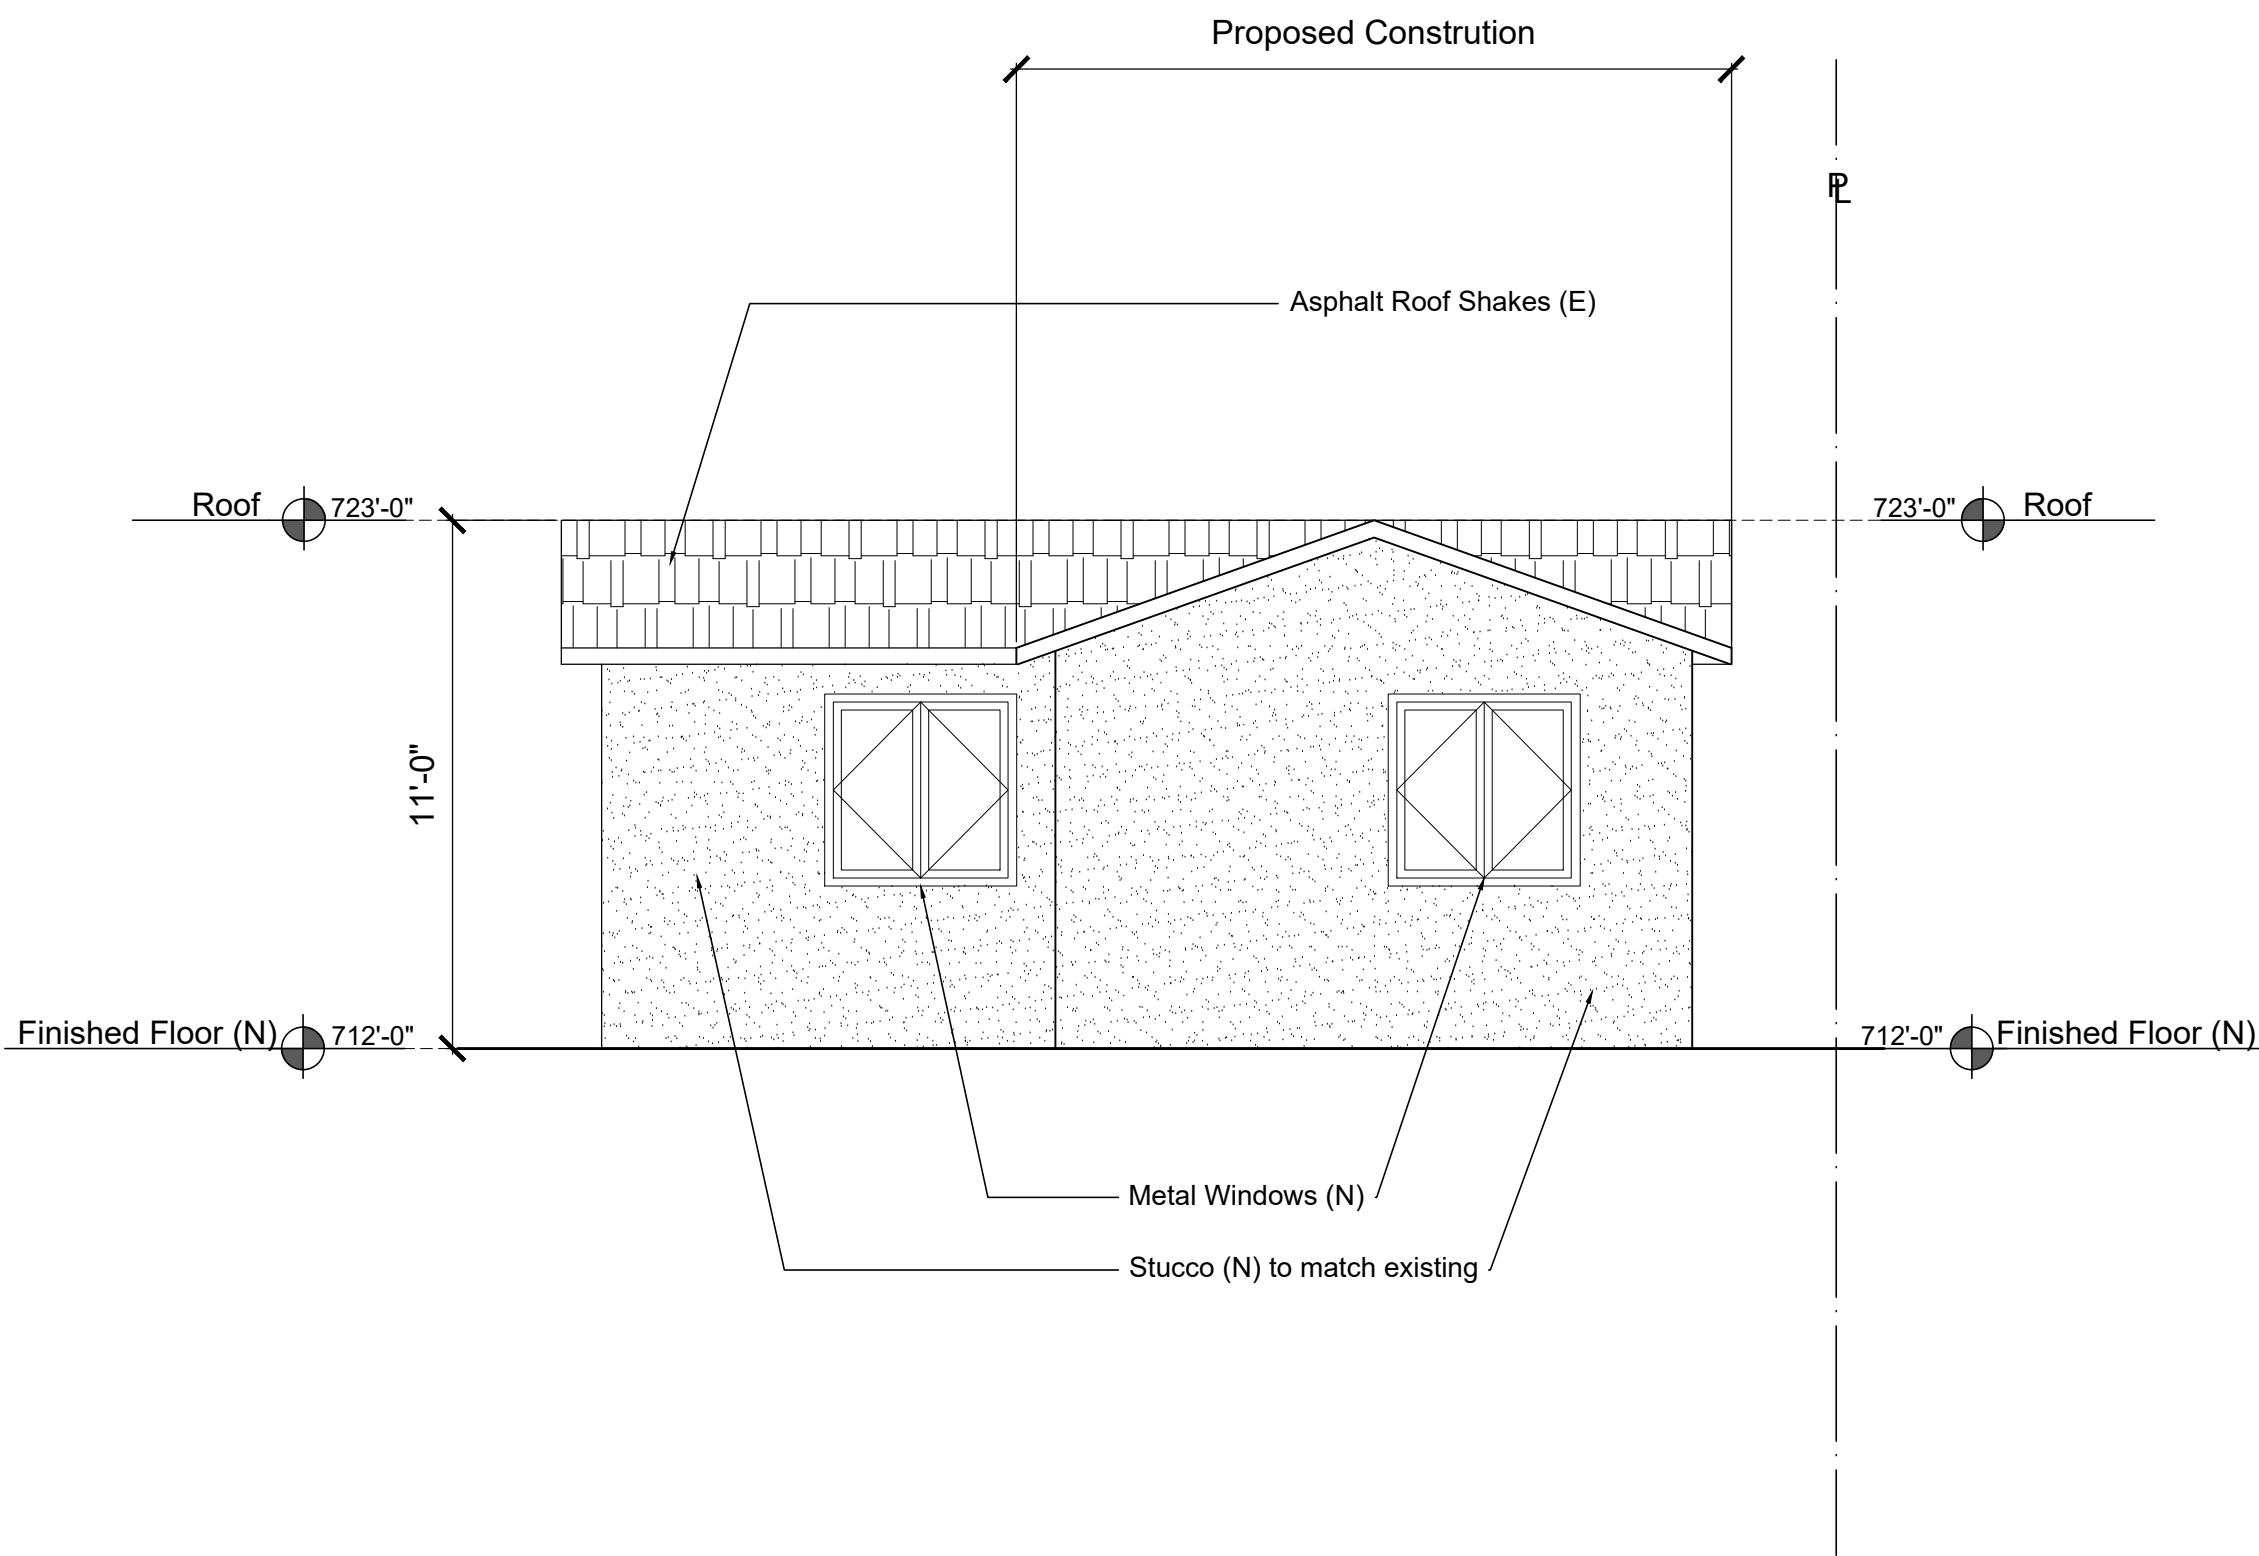 Proposed Constrution
PL
Asphalt Roof Shakes (E)
Roof 723'-0" 723'-0" Roof
11'-0"
Finished Floor (N) 712'-0" 712'-0" Finished Floor (N)
Metal Windows (N)
Stucco (N) to match existing